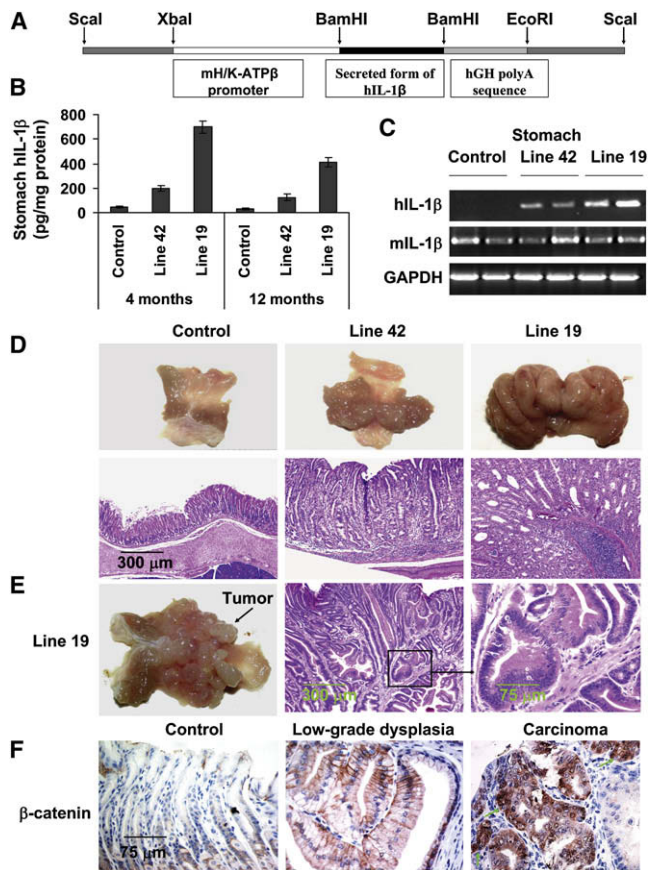 A
ScaI XbaI BamHI BamHI EcoRI ScaI
mH/K-ATPβ promoter
Secreted form of hIL-1β
hGH polyA sequence
B
Stomach hIL-1β (pg/mg protein)
800
600
400
200
0
Control Line 42 Line 19 Control Line 42 Line 19
4 months 12 months
C
Stomach
Control Line 42 Line 19
hIL-1β
mIL-1β
GAPDH
Control Line 42 Line 19
D
300 μm
E
Line 19
Tumor
300 μm
75 μm
Control Low-grade dysplasia Carcinoma
F
β-catenin
75 μm